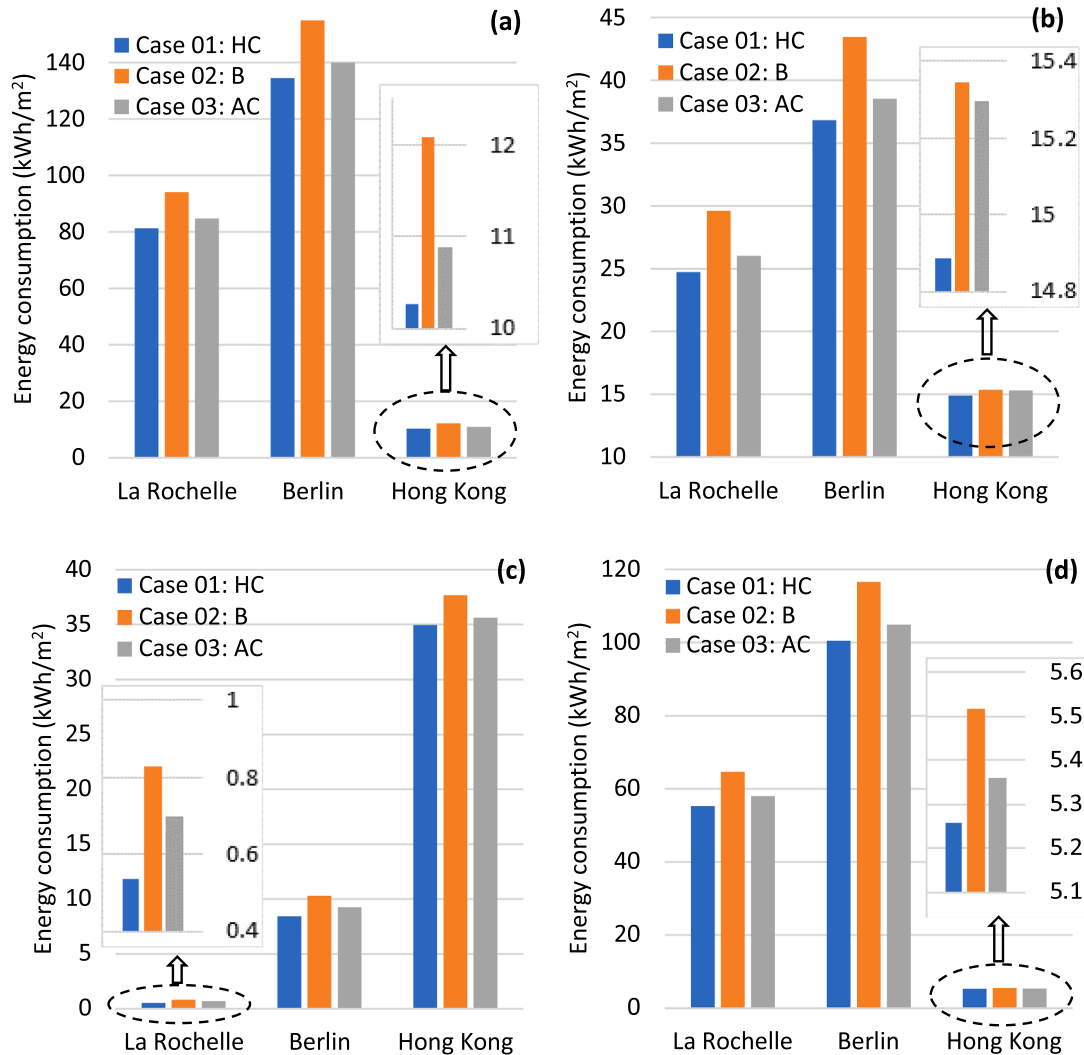 (a)
Case 01: HC
Case 02: B
Case 03: AC
Energy consumption (kWh/m²)
140
120
100
80
60
40
20
0
12
11
10
La Rochelle
Berlin
Hong Kong
(b)
Case 01: HC
Case 02: B
Case 03: AC
Energy consumption (kWh/m²)
45
40
35
30
25
20
15
10
15.4
15.2
15
14.8
La Rochelle
Berlin
Hong Kong
(c)
Case 01: HC
Case 02: B
Case 03: AC
Energy consumption (kWh/m²)
40
35
30
25
20
15
10
5
0
1
0.8
0.6
0.4
La Rochelle
Berlin
Hong Kong
(d)
Case 01: HC
Case 02: B
Case 03: AC
Energy consumption (kWh/m²)
120
100
80
60
40
20
0
5.6
5.5
5.4
5.3
5.2
5.1
La Rochelle
Berlin
Hong Kong